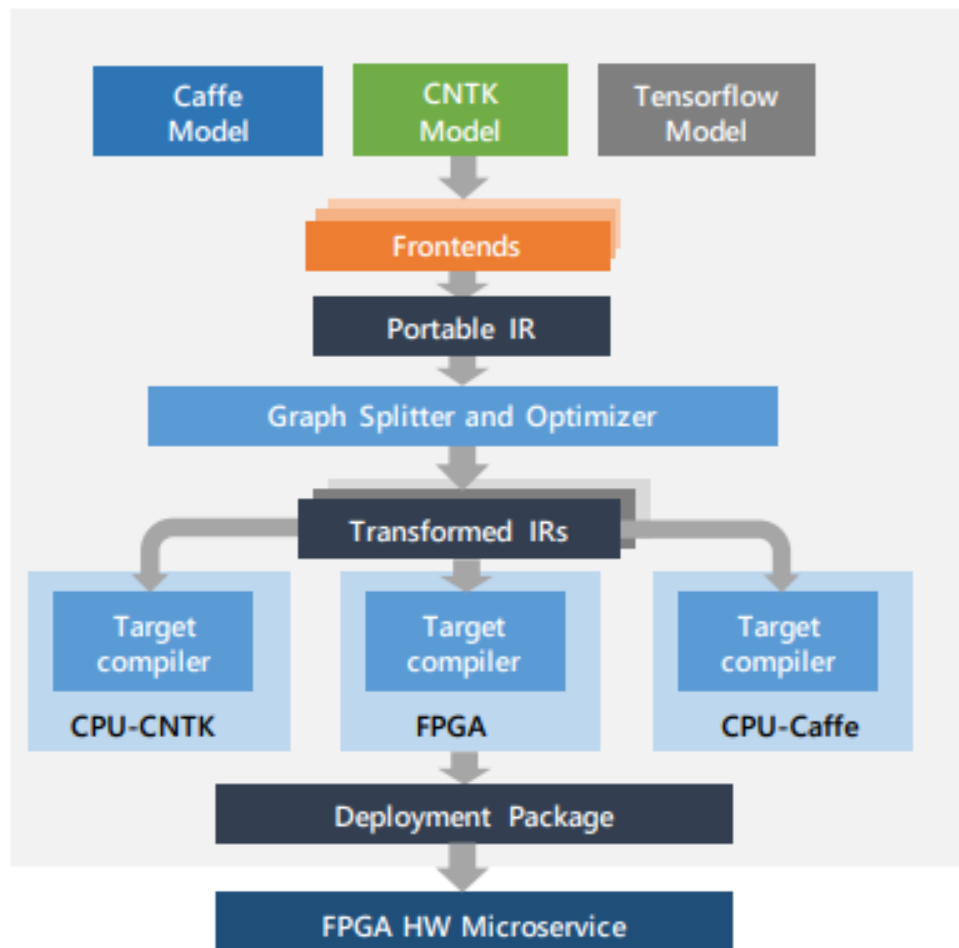 Caffe
Model
CNTK
Model
Tensorflow
Model
Frontends
Portable IR
Graph Splitter and Optimizer
Transformed IRs
Target
compiler
CPU-CNTK
Target
compiler
FPGA
Target
compiler
CPU-Caffe
Deployment Package
FPGA HW Microservice